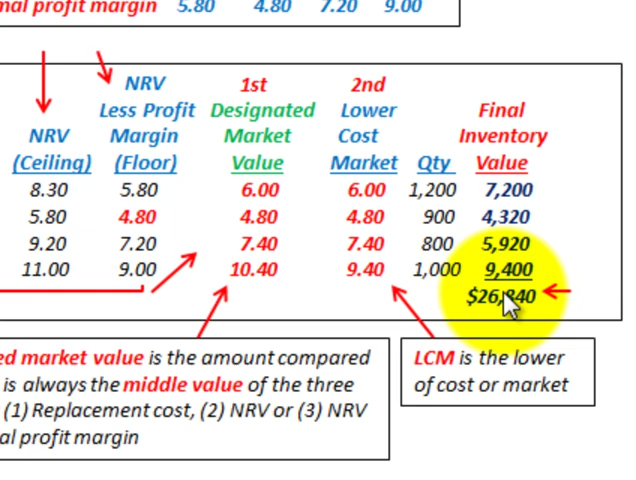 mal profit margin 5.80 4.80 7.20 9.00
NRV 1st 2nd
Less Profit Designated Lower Final
NRV Margin Market Cost Inventory
(Ceiling) (Floor) Value Market Qty Value
8.30 5.80 6.00 6.00 1,200 7,200
5.80 4.80 4.80 4.80 900 4,320
9.20 7.20 7.40 7.40 800 5,920
11.00 9.00 10.40 9.40 1,000 9,400
$26,840
ed market value is the amount compared
is always the middle value of the three
(1) Replacement cost, (2) NRV or (3) NRV
al profit margin
LCM is the lower
of cost or market